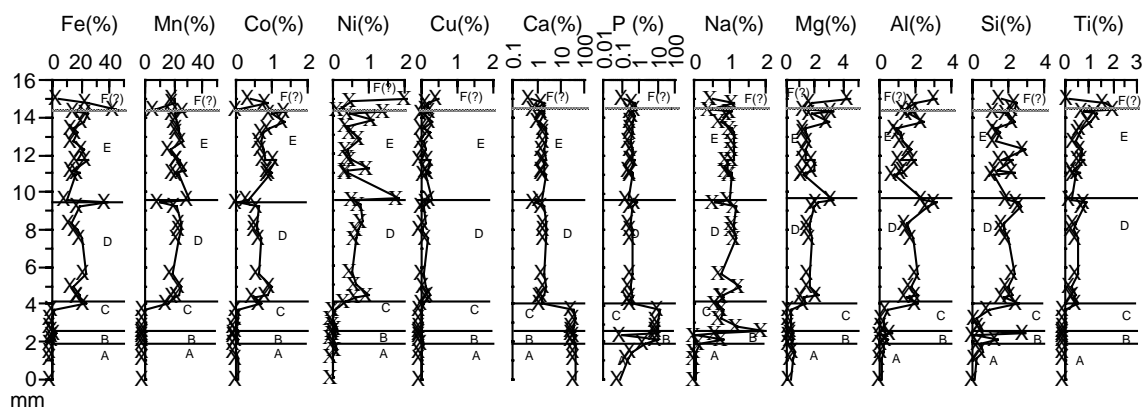 Fe(%) Mn(%) Co(%) Ni(%) Cu(%) Ca(%) P (%) Na(%) Mg(%) Al(%) Si(%) Ti(%)
0 20 40 0 20 40 0 1 2 0 1 2 0 1 2 0.1 1 10 100 0.01 0.1 1 10 100 0 1 2 0 2 4 0 2 4 0 2 4 0 1 2 3
16 F(?) F(?) F(?) F(?) F(?) F(?) F(?) F(?) F(?) F(?) F(?) F(?)
14
12 E E E E E E E E E E E E
10
8 D D D D D D D D D D D D
6
4 C C C C C C C C C C C C
2 B B B B B B B B B B B
A A A A A A A A A A A A
0
mm